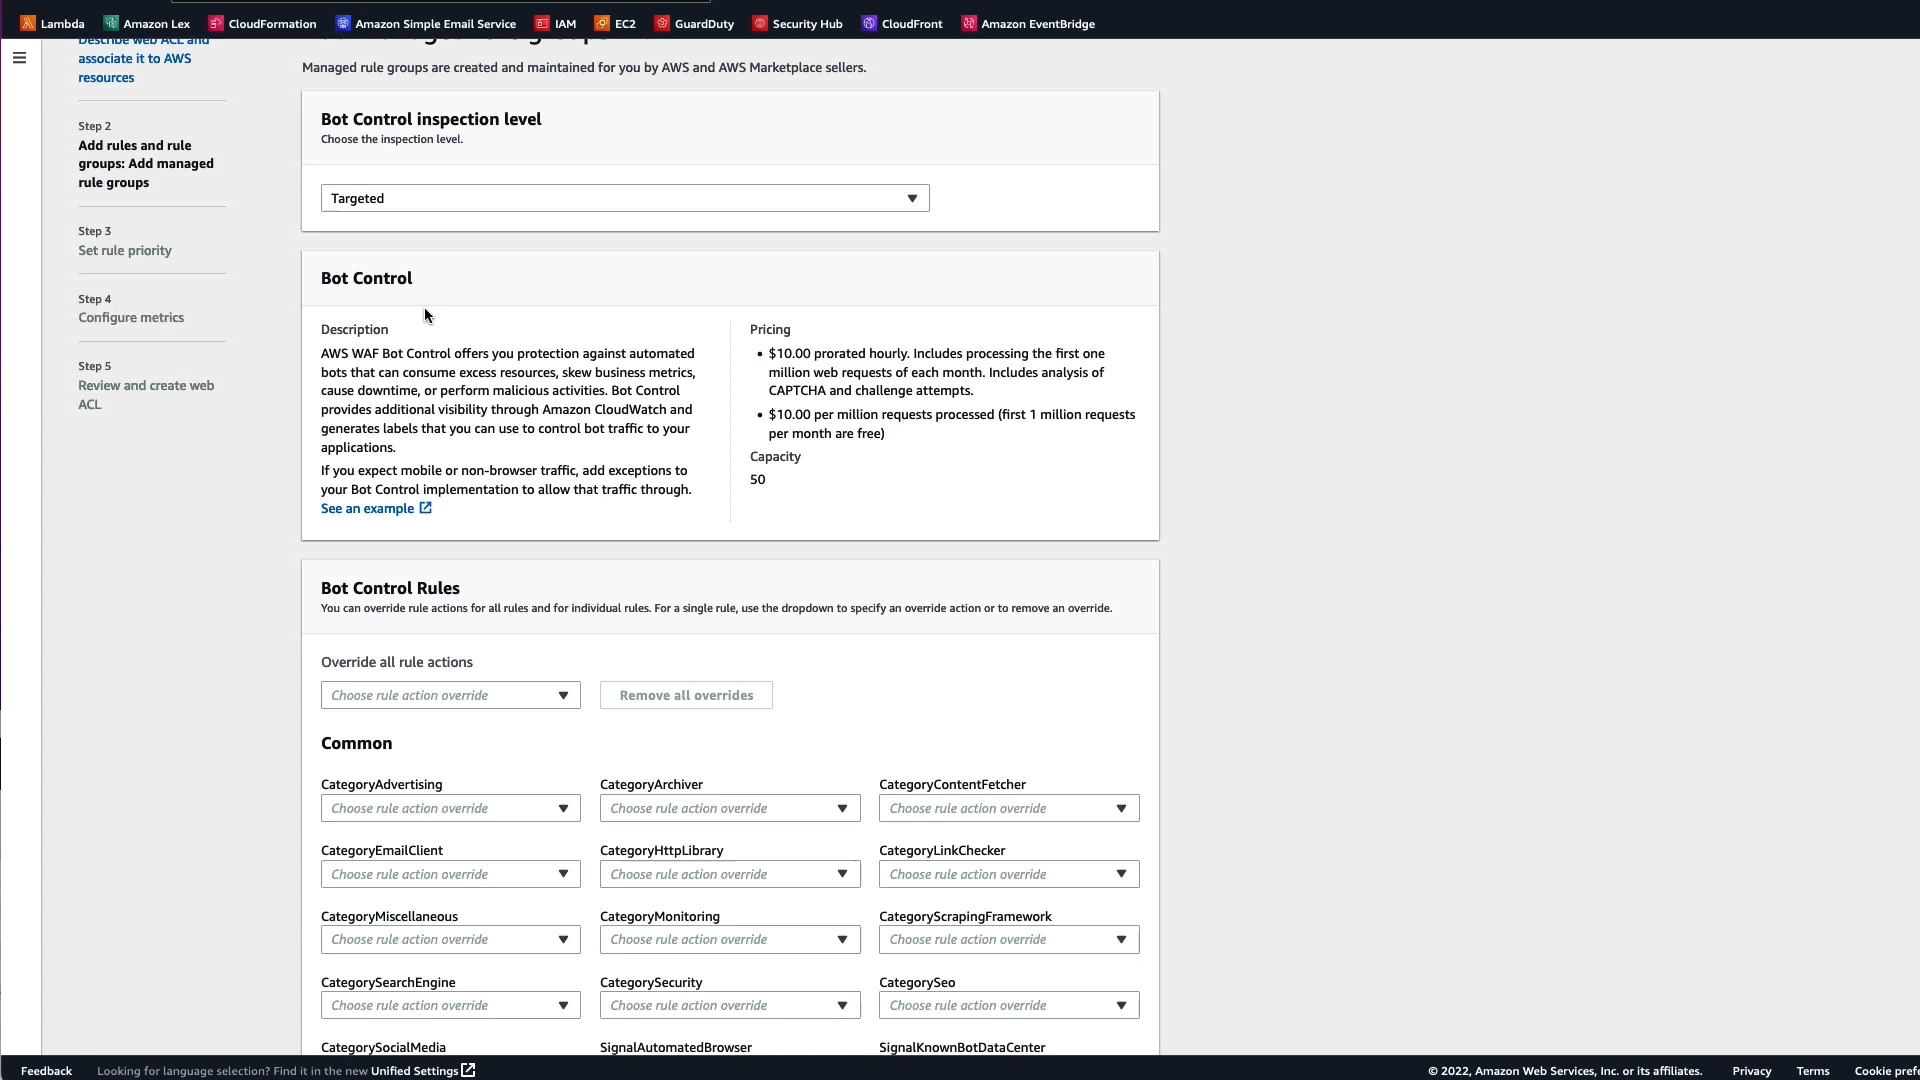 Lambda Amazon Lex CloudFormation Amazon Simple Email Service IAM EC2 GuardDuty Security Hub CloudFront Amazon EventBridge
Describe web ACL and
associate it to AWS
resources
Step 2
Add rules and rule
groups: Add managed
rule groups
Step 3
Set rule priority
Step 4
Configure metrics
Step 5
Review and create web
ACL
Managed rule groups are created and maintained for you by AWS and AWS Marketplace sellers.
Bot Control inspection level
Choose the inspection level.
Targeted
Bot Control
Description
AWS WAF Bot Control offers you protection against automated
bots that can consume excess resources, skew business metrics,
cause downtime, or perform malicious activities. Bot Control
provides additional visibility through Amazon CloudWatch and
generates labels that you can use to control bot traffic to your
applications.
If you expect mobile or non-browser traffic, add exceptions to
your Bot Control implementation to allow that traffic through.
See an example
Pricing
• $10.00 prorated hourly. Includes processing the first one
million web requests of each month. Includes analysis of
CAPTCHA and challenge attempts.
• $10.00 per million requests processed (first 1 million requests
per month are free)
Capacity
50
Bot Control Rules
You can override rule actions for all rules and for individual rules. For a single rule, use the dropdown to specify an override action or to remove an override.
Override all rule actions
Choose rule action override Remove all overrides
Common
CategoryAdvertising CategoryArchiver CategoryContentFetcher
Choose rule action override Choose rule action override Choose rule action override
CategoryEmailClient CategoryHttpLibrary CategoryLinkChecker
Choose rule action override Choose rule action override Choose rule action override
CategoryMiscellaneous CategoryMonitoring CategoryScrapingFramework
Choose rule action override Choose rule action override Choose rule action override
CategorySearchEngine CategorySecurity CategorySeo
Choose rule action override Choose rule action override Choose rule action override
CategorySocialMedia SignalAutomatedBrowser SignalKnownBotDataCenter
Feedback Looking for language selection? Find it in the new Unified Settings © 2022, Amazon Web Services, Inc. or its affiliates. Privacy Terms Cookie prefe